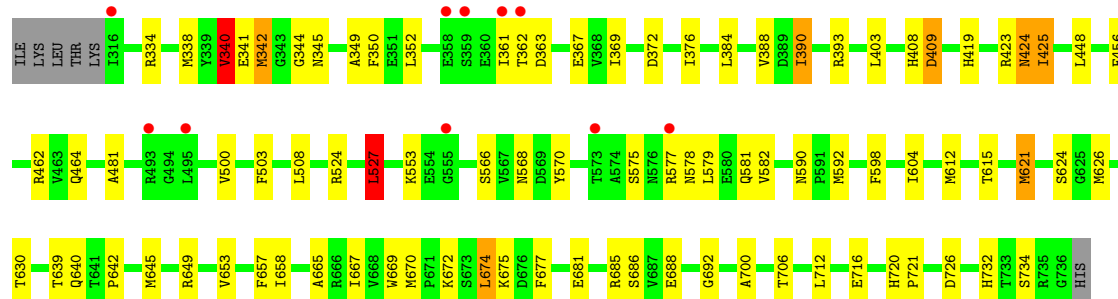 ILE LYS LEU THR LYS I316 R334 M338 Y339 V340 E341 M342 G343 G344 N345 A349 F350 E351 L352 E358 S359 E360 I361 T362 D363 E367 V368 I369 D372 I376 L384 V388 D389 I390 R393 L403 H408 D409 H419 R423 N424 I425 L448
R462 V463 Q464 A481 R493 G494 L495 V500 F503 L508 R524 L527 K553 E554 G555 S566 V567 N568 D569 Y570 T573 A574 S575 N576 R577 N578 L579 E580 Q581 V582 N590 P591 M592 F598 I604 M612 T615 M621 S624 G625 M626
T630 T639 Q640 T641 P642 M645 R649 V653 F657 I658 A665 R666 I667 V668 W669 M670 P671 K672 S673 L674 K675 D676 F677 E681 R685 S686 V687 E688 G692 A700 T706 L712 E716 H720 P721 D726 H732 T733 S734 R735 G736 HIS